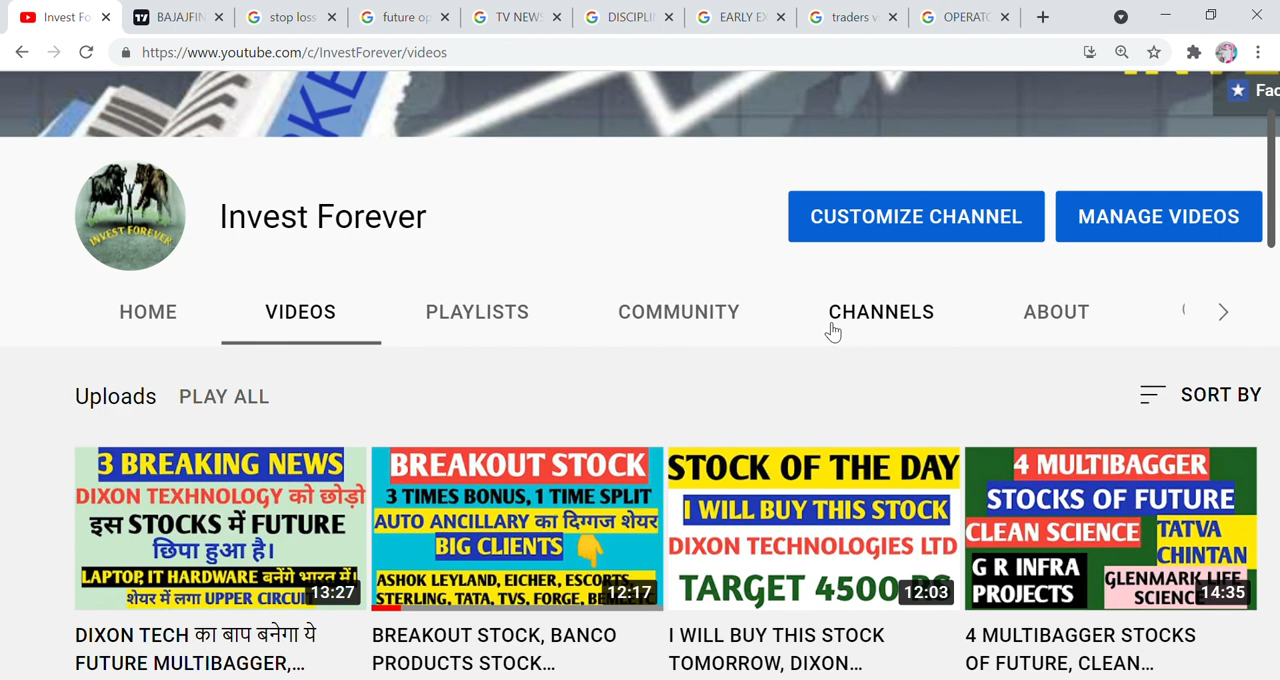 Invest Fo
BAJAJFIN
stop loss
future op
TV NEWS
DISCIPLI
EARLY EX
traders v
OPERATO
https://www.youtube.com/c/InvestForever/videos
Fac
INVEST FOREVER
Invest Forever
CUSTOMIZE CHANNEL
MANAGE VIDEOS
HOME
VIDEOS
PLAYLISTS
COMMUNITY
CHANNELS
ABOUT
Uploads
PLAY ALL
SORT BY
3 BREAKING NEWS
DIXON TEXHNOLOGY को छोड़ो
इस STOCKS में FUTURE
छिपा हुआ है।
LAPTOP, IT HARDWARE बनेंगे भारत में।
शेयर में लगा UPPER CIRCUI
13:27
BREAKOUT STOCK
3 TIMES BONUS, 1 TIME SPLIT
AUTO ANCILLARY का दिग्गज शेयर
BIG CLIENTS
ASHOK LEYLAND, EICHER, ESCORTS,
STERLING, TATA, TVS, FORGE,
12:17
STOCK OF THE DAY
I WILL BUY THIS STOCK
DIXON TECHNOLOGIES LTD
TARGET 4500
12:03
4 MULTIBAGGER
STOCKS OF FUTURE
CLEAN SCIENCE
TATVA
CHINTAN
G R INFRA
PROJECTS
GLENMARK LIFE
SCIENCE
14:35
DIXON TECH का बाप बनेगा ये
FUTURE MULTIBAGGER,...
BREAKOUT STOCK, BANCO
PRODUCTS STOCK...
I WILL BUY THIS STOCK
TOMORROW, DIXON...
4 MULTIBAGGER STOCKS
OF FUTURE, CLEAN...